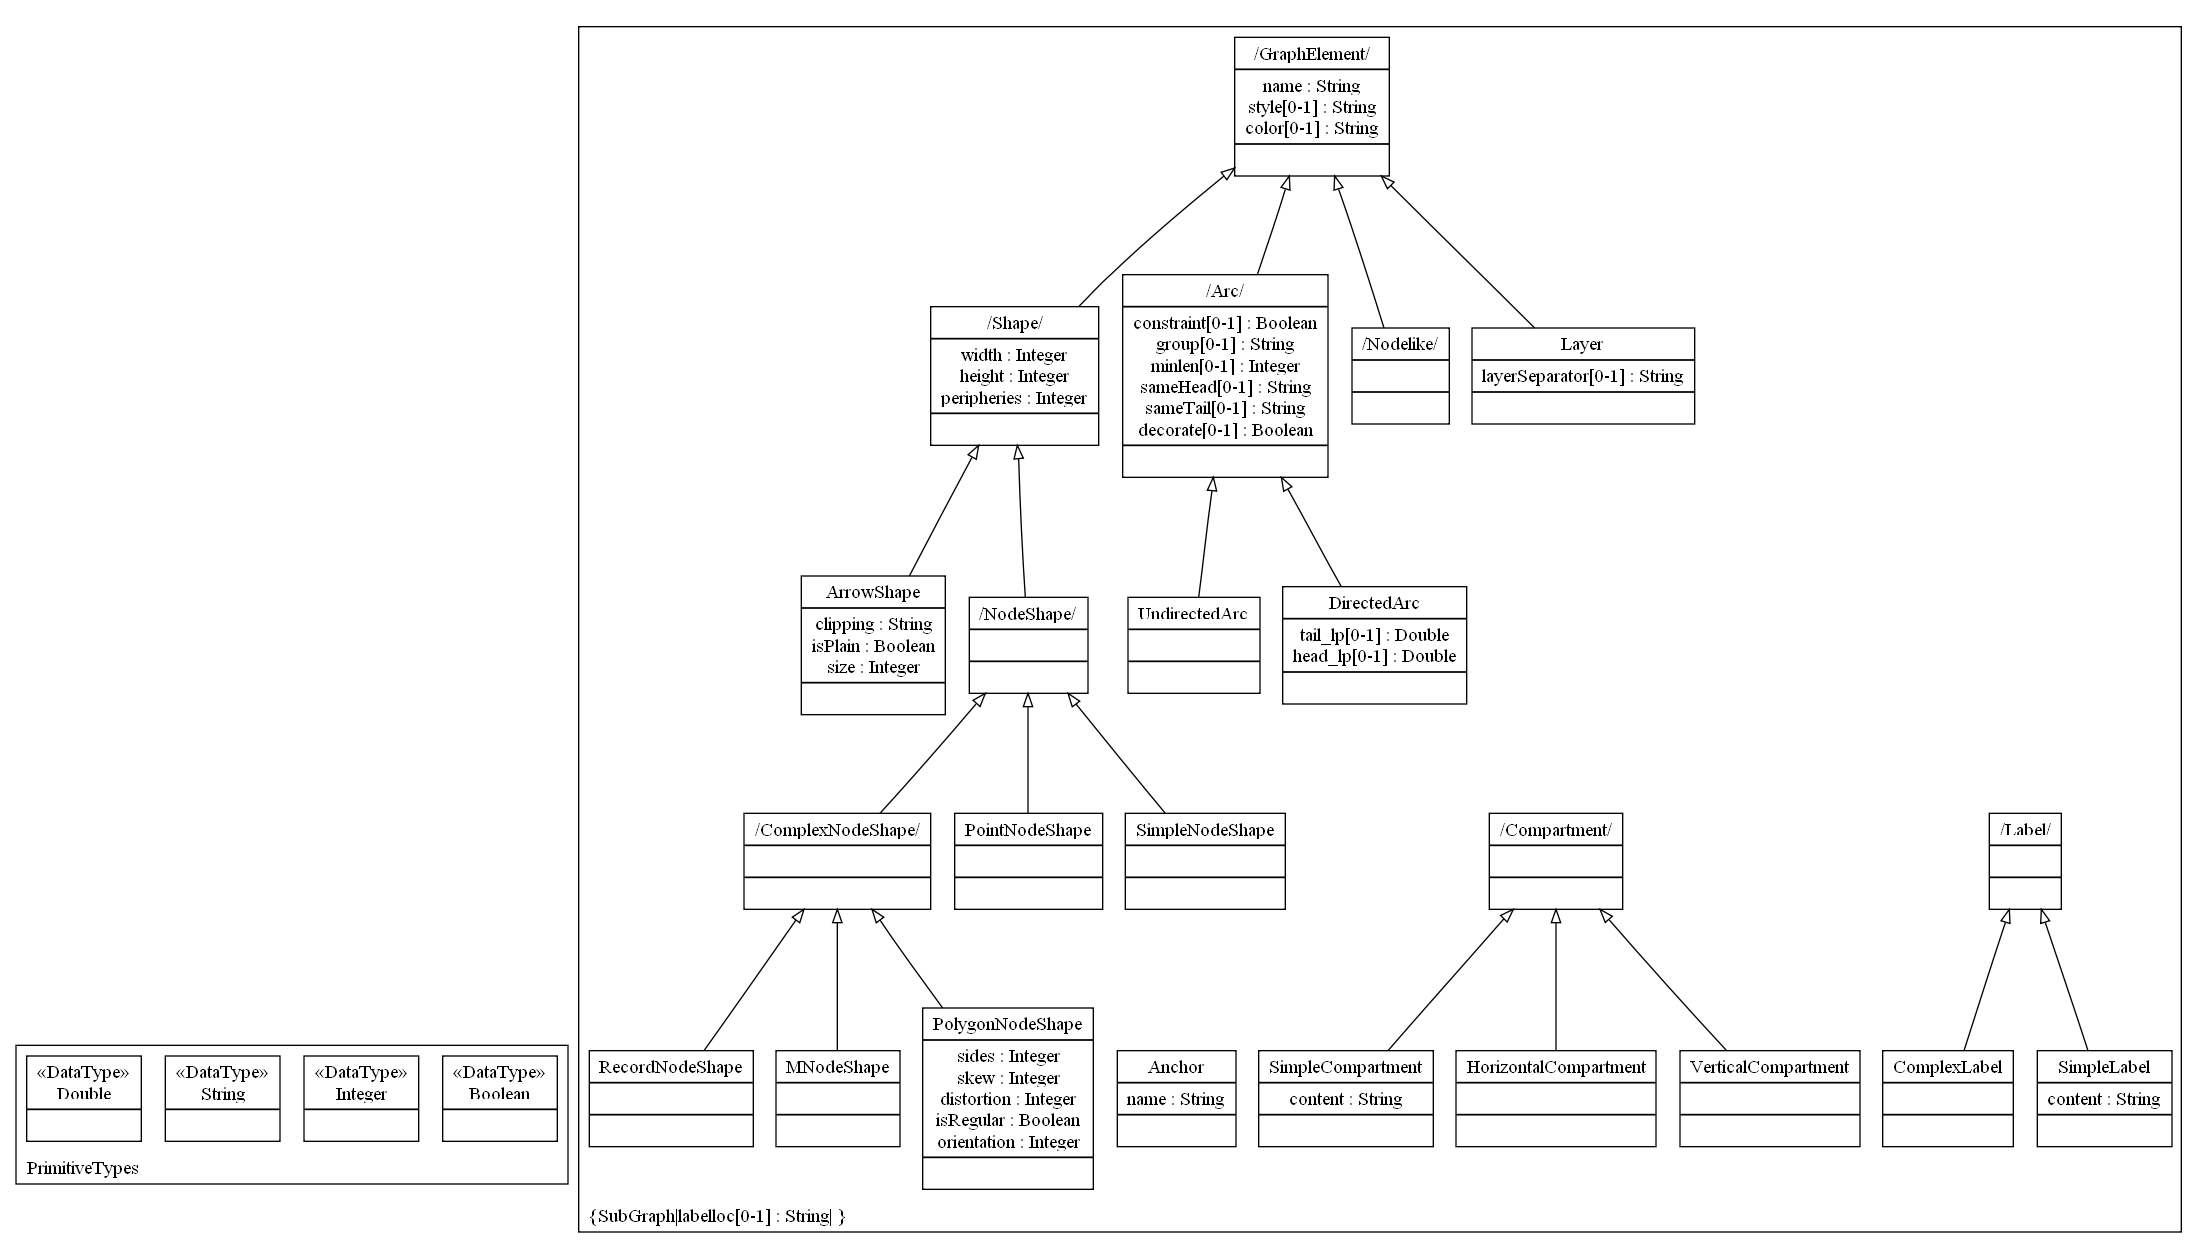 /GraphElement/
name : String
style[0-1] : String
color[0-1] : String
/Shape/
width : Integer
height : Integer
peripheries : Integer
/Arc/
constraint[0-1] : Boolean
group[0-1] : String
minlen[0-1] : Integer
sameHead[0-1] : String
sameTail[0-1] : String
decorate[0-1] : Boolean
/Nodelike/
Layer
layerSeparator[0-1] : String
ArrowShape
clipping : String
isPlain : Boolean
size : Integer
/NodeShape/
UndirectedArc
DirectedArc
tail_lp[0-1] : Double
head_lp[0-1] : Double
/ComplexNodeShape/
PointNodeShape
SimpleNodeShape
/Compartment/
/Label/
RecordNodeShape
MNodeShape
PolygonNodeShape
sides : Integer
skew : Integer
distortion : Integer
isRegular : Boolean
orientation : Integer
Anchor
name : String
SimpleCompartment
content : String
HorizontalCompartment
VerticalCompartment
ComplexLabel
SimpleLabel
content : String
«DataType»
Double
«DataType»
String
«DataType»
Integer
«DataType»
Boolean
PrimitiveTypes
{SubGraph|labelloc[0-1] : String| }